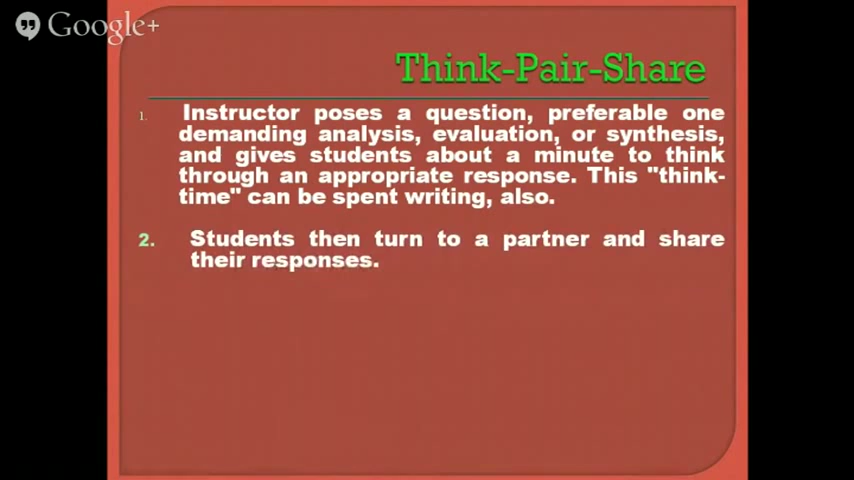 Google+
Think-Pair-Share
1. Instructor poses a question, preferable one
demanding analysis, evaluation, or synthesis,
and gives students about a minute to think
through an appropriate response. This "think-
time" can be spent writing, also.
2. Students then turn to a partner and share
their responses.